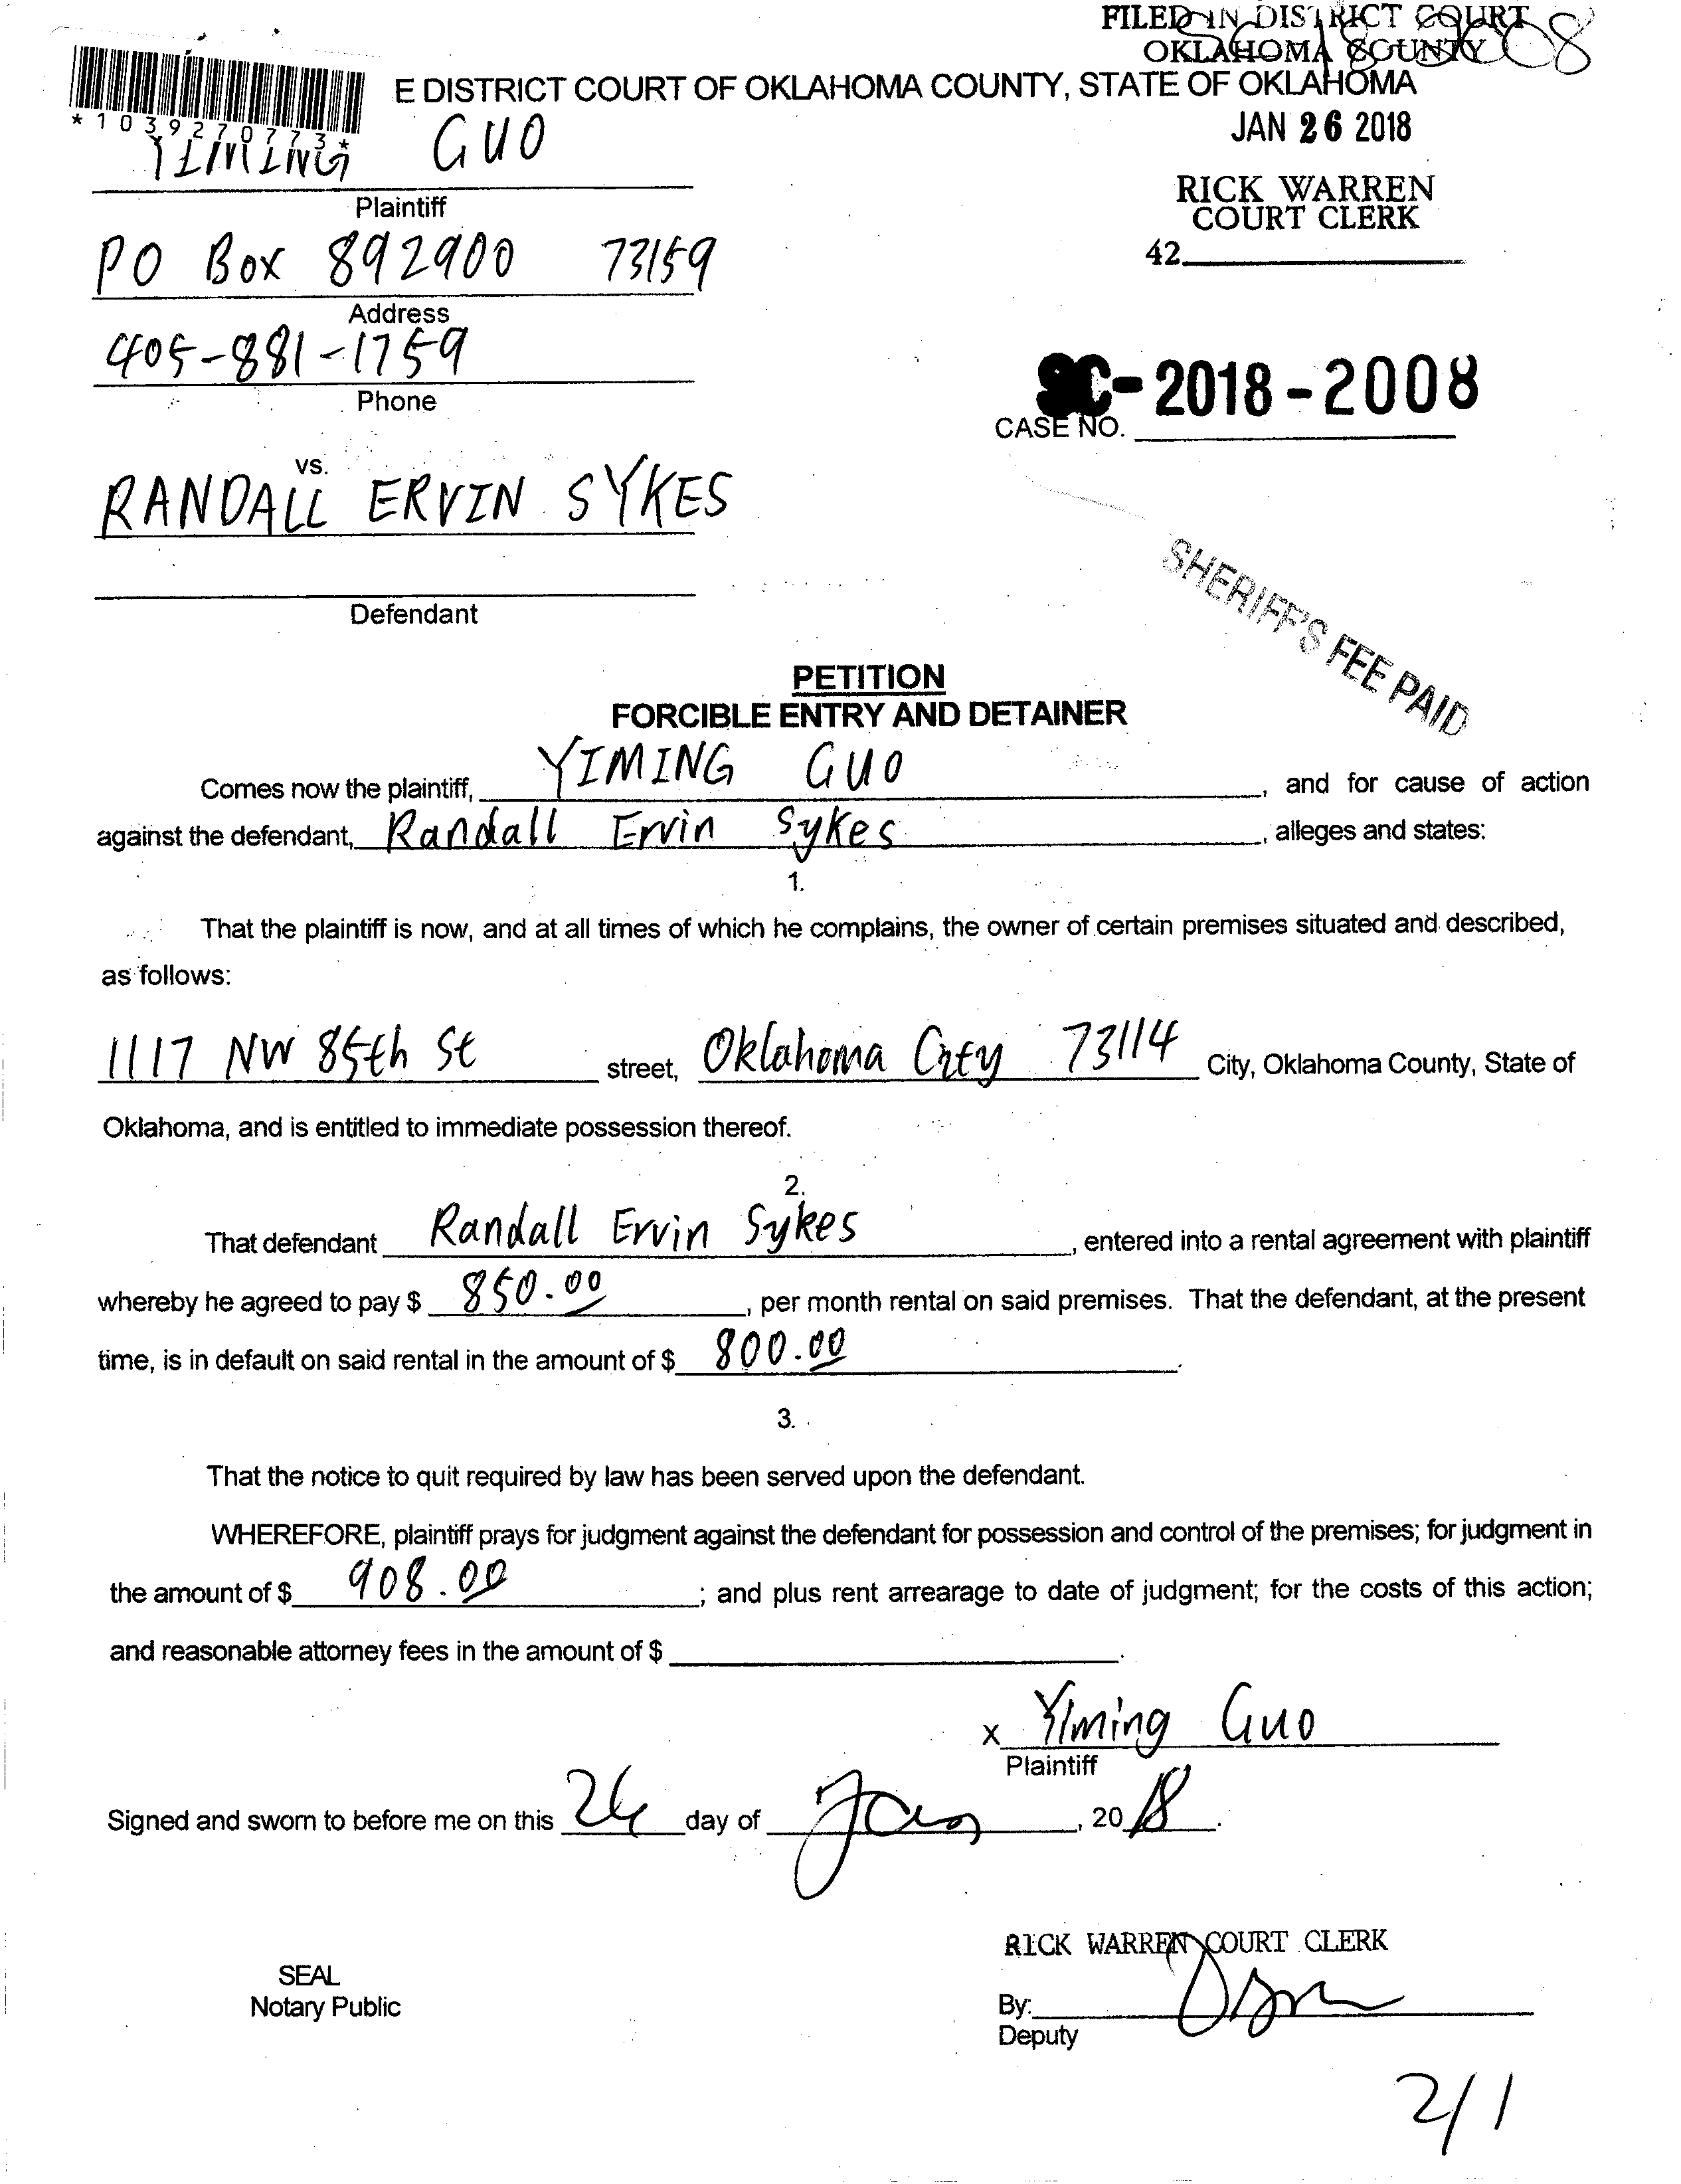 FILED IN DISTRICT COURT
OKLAHOMA COUNTY
E DISTRICT COURT OF OKLAHOMA COUNTY, STATE OF OKLAHOMA
*1039270773*
JAN 26 2018
YIMING GUO
Plaintiff
RICK WARREN
COURT CLERK
42
PO Box 892900 73159
Address
405-881-1759
Phone
SC-2018-2008
CASE NO.
vs.
RANDALL ERVIN SYKES
Defendant
SHERIFF'S FEE PAID
PETITION
FORCIBLE ENTRY AND DETAINER
Comes now the plaintiff, YIMING GUO, and for cause of action
against the defendant, Randall Ervin Sykes, alleges and states:
1.
That the plaintiff is now, and at all times of which he complains, the owner of certain premises situated and described,
as follows:
1117 NW 85th St street, Oklahoma City 73114 City, Oklahoma County, State of
Oklahoma, and is entitled to immediate possession thereof.
2.
That defendant Randall Ervin Sykes, entered into a rental agreement with plaintiff
whereby he agreed to pay $ 850.00, per month rental on said premises. That the defendant, at the present
time, is in default on said rental in the amount of $ 800.00.
3.
That the notice to quit required by law has been served upon the defendant.
WHEREFORE, plaintiff prays for judgment against the defendant for possession and control of the premises; for judgment in
the amount of $ 908.00; and plus rent arrearage to date of judgment; for the costs of this action;
and reasonable attorney fees in the amount of $.
x Yiming Guo
Plaintiff
Signed and sworn to before me on this 26 day of Jan, 2018.
RICK WARREN COURT CLERK
SEAL
Notary Public
By:
Deputy
2/1